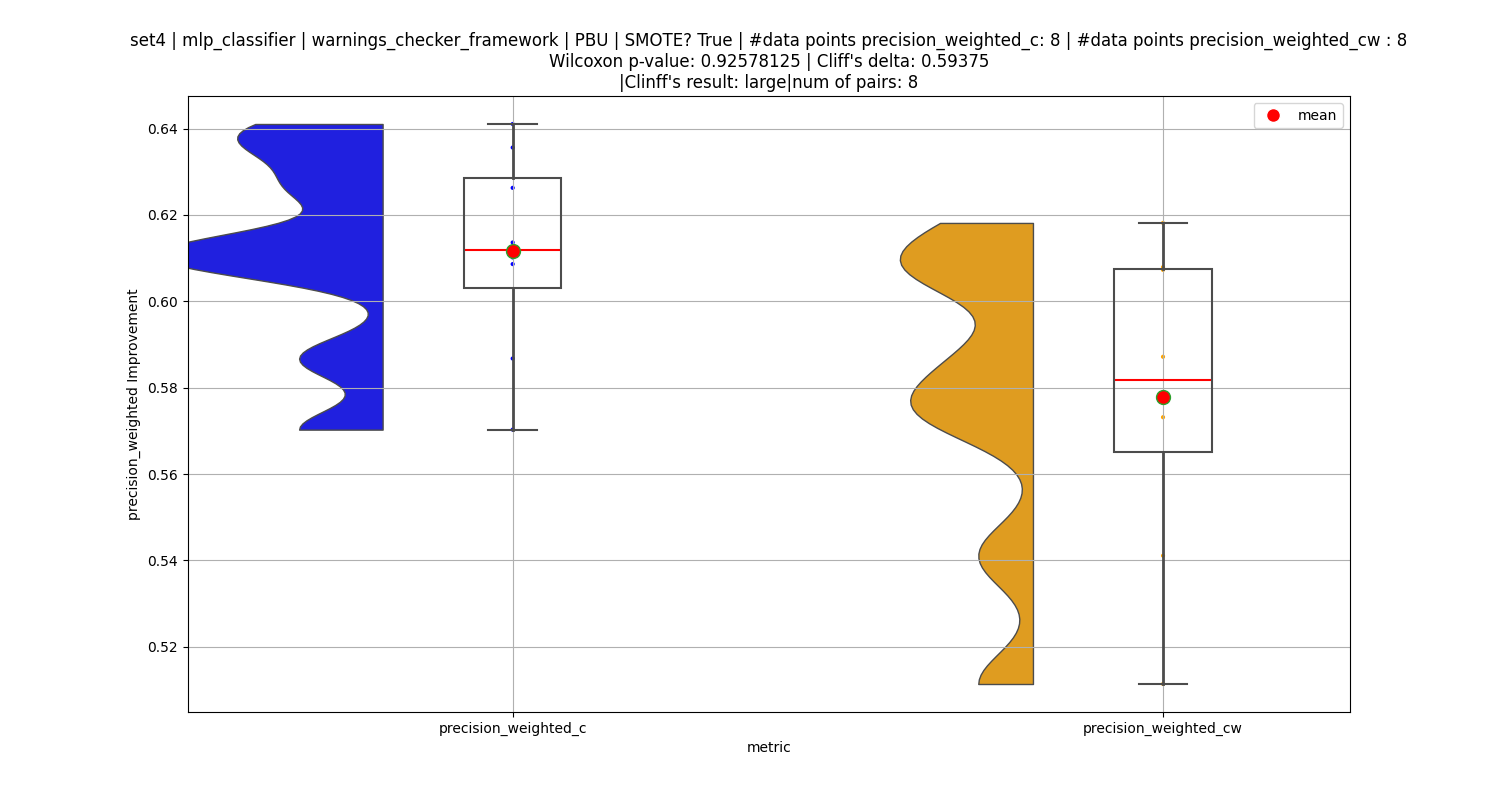 set4 | mlp_classifier | warnings_checker_framework | PBU | SMOTE? True | #data points precision_weighted_c: 8 | #data points precision_weighted_cw : 8
Wilcoxon p-value: 0.92578125 | Cliff's delta: 0.59375
|Clinff's result: large|num of pairs: 8
mean
0.64
0.62
0.60
0.58
0.56
0.54
0.52
precision_weighted Improvement
precision_weighted_c
precision_weighted_cw
metric